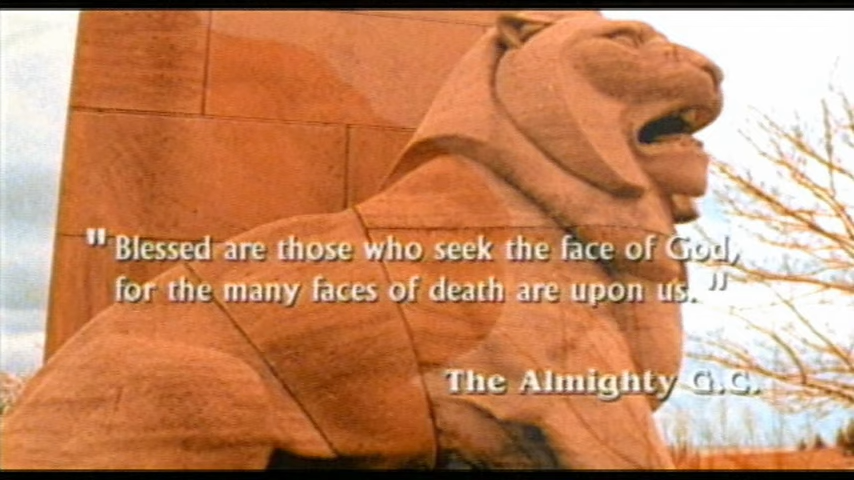 "Blessed are those who seek the face of God,
for the many faces of death are upon us."
The Almighty G.C.